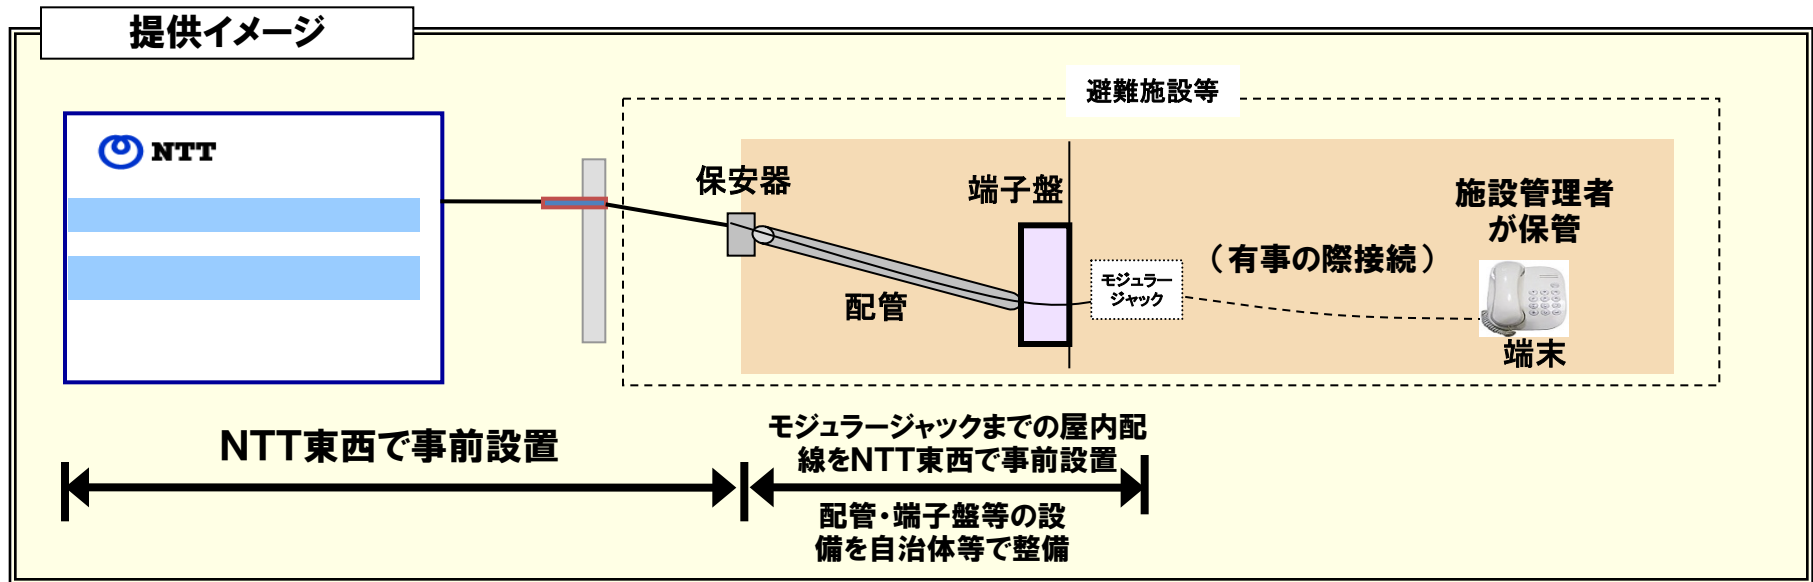 提供イメージ
避難施設等
NTT
保安器
端子盤
施設管理者
が保管
（有事の際接続）
モジュラー
ジャック
配管
端末
NTT東西で事前設置
モジュラージャックまでの屋内配
線をNTT東西で事前設置
配管・端子盤等の設
備を自治体等で整備